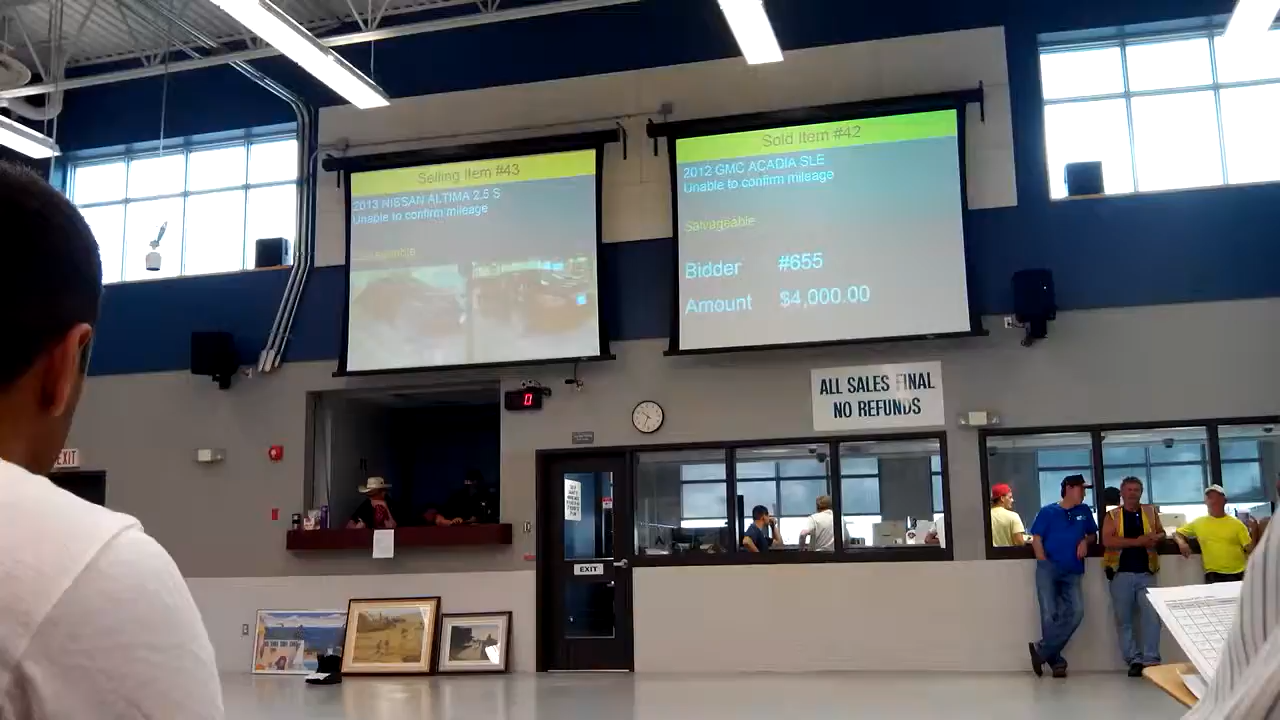 Selling Item #43
2013 NISSAN ALTIMA 2.5 S
Unable to confirm mileage
Sold Item #42
2012 GMC ACADIA SLE
Unable to confirm mileage
Salvageable
Bidder #655
Amount $4,000.00
ALL SALES FINAL
NO REFUNDS
0
EXIT
EXIT